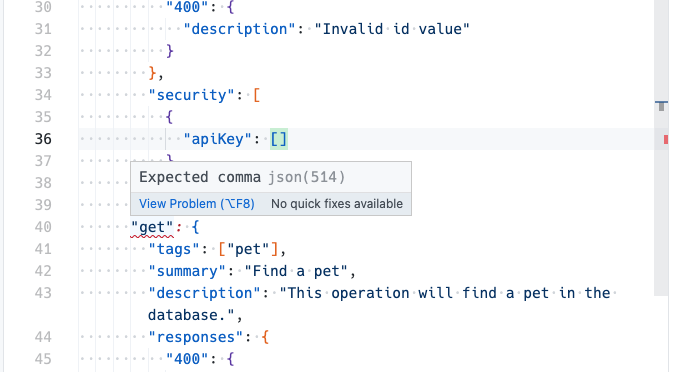 30 "400": {
31 "description": "Invalid id value"
32 }
33 },
34 "security": [
35 {
36 "apiKey": []
37 }
38
39
Expected comma json(514)
View Problem (⌥F8) No quick fixes available
40 "get": {
41 "tags": ["pet"],
42 "summary": "Find a pet",
43 "description": "This operation will find a pet in the
database.",
44 "responses": {
45 "400": {